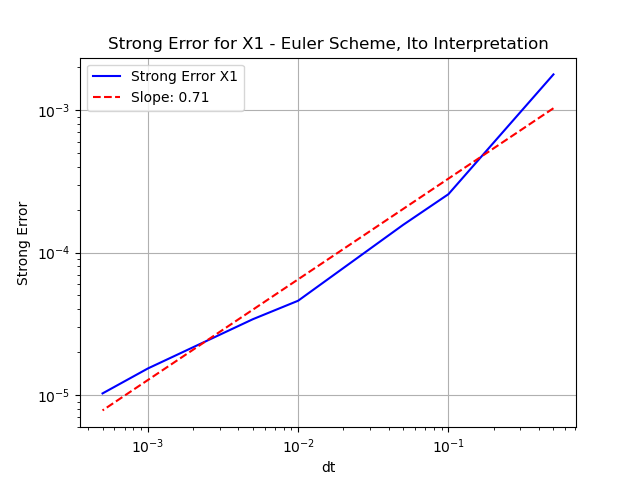 Strong Error for X1 - Euler Scheme, Ito Interpretation
Strong Error X1
Slope: 0.71
Strong Error
10⁻³
10⁻⁴
10⁻⁵
10⁻³ 10⁻² 10⁻¹
dt